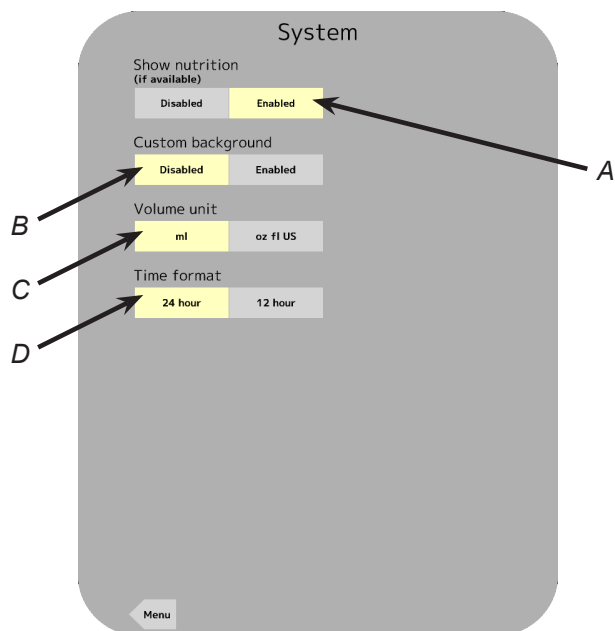 System
Show nutrition
(if available)
Disabled Enabled
A
Custom background
Disabled Enabled
B
Volume unit
ml oz fl US
C
Time format
24 hour 12 hour
D
Menu